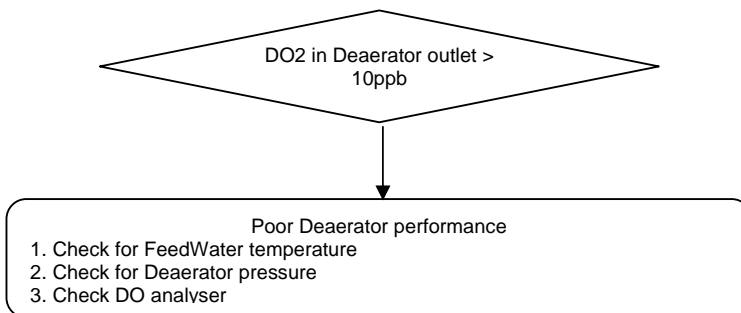 DO2 in Deaerator outlet >
10ppb
Poor Deaerator performance
1. Check for FeedWater temperature
2. Check for Deaerator pressure
3. Check DO analyser